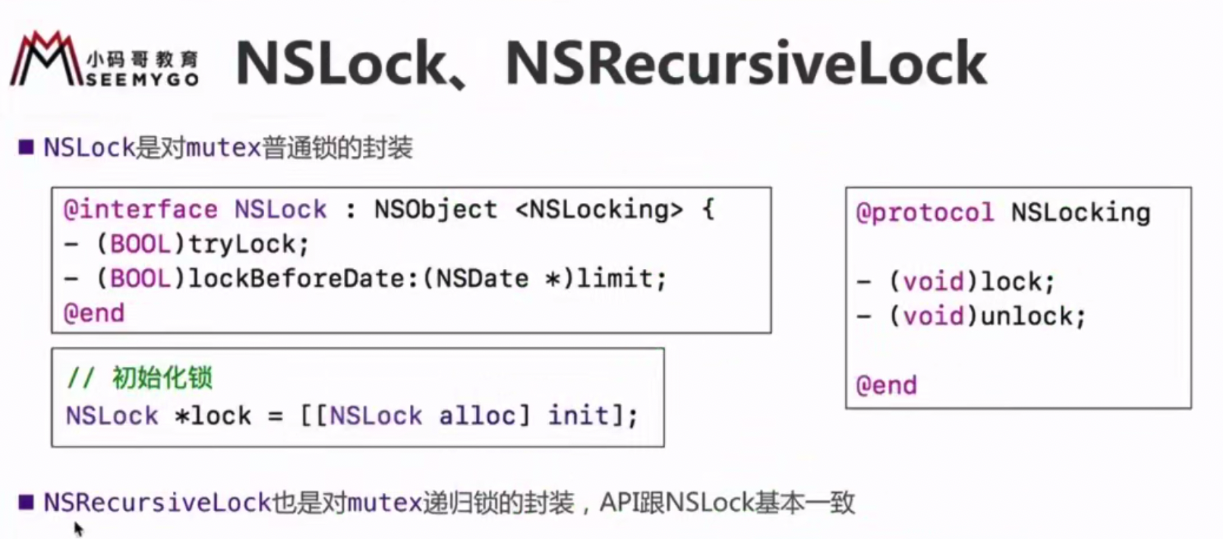 小码哥教育
SEEMYGO
NSLock、NSRecursiveLock
NSLock是对mutex普通锁的封装
@interface NSLock : NSObject <NSLocking> {
- (BOOL)tryLock;
- (BOOL)lockBeforeDate:(NSDate *)limit;
@end
@protocol NSLocking
- (void)lock;
- (void)unlock;
@end
// 初始化锁
NSLock *lock = [[NSLock alloc] init];
NSRecursiveLock也是对mutex递归锁的封装，API跟NSLock基本一致